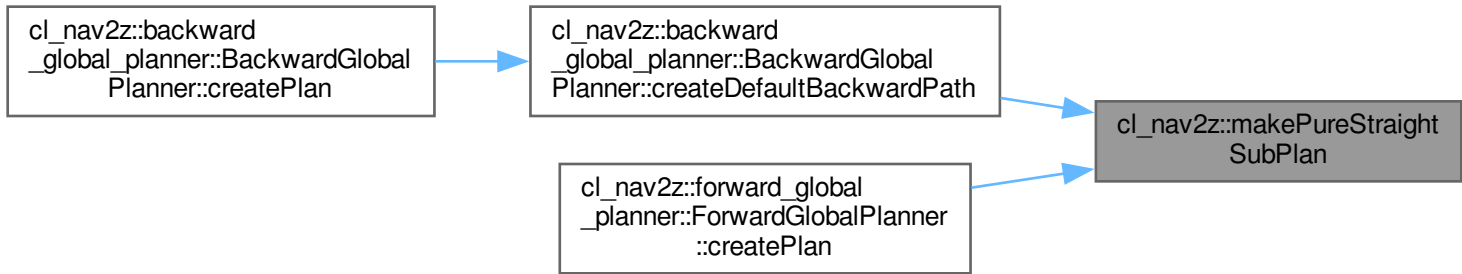 cl_nav2z::backward
_global_planner::BackwardGlobal
Planner::createPlan
cl_nav2z::backward
_global_planner::BackwardGlobal
Planner::createDefaultBackwardPath
cl_nav2z::makePureStraight
SubPlan
cl_nav2z::forward_global
_planner::ForwardGlobalPlanner
::createPlan